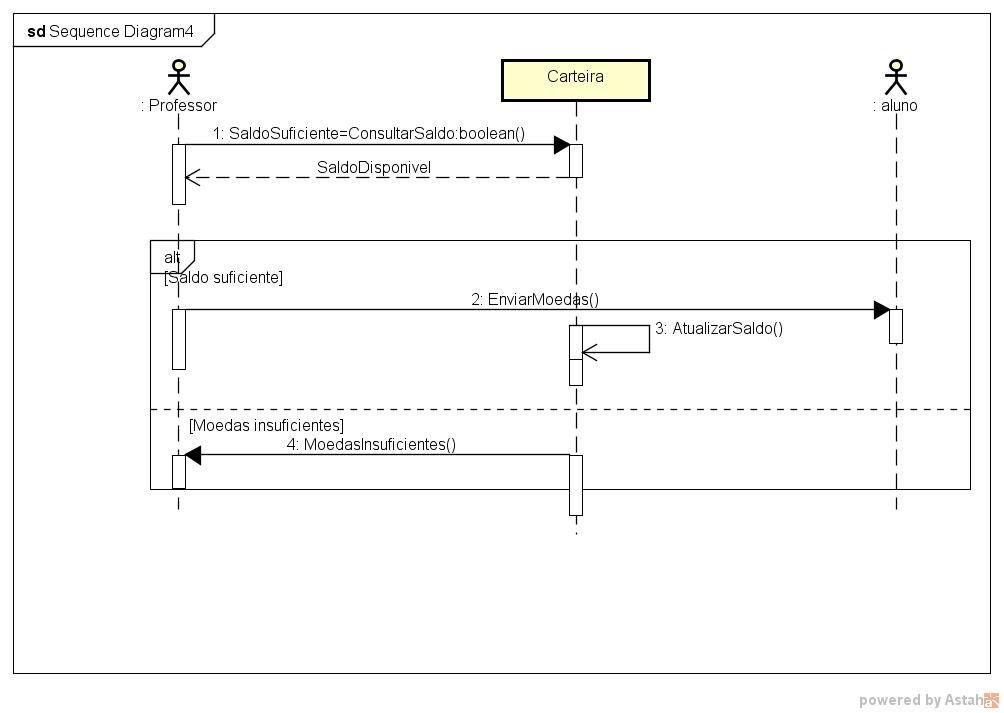 sd Sequence Diagram4
: Professor
Carteira
: aluno
1: SaldoSuficiente=ConsultarSaldo:boolean()
SaldoDisponivel
alt
[Saldo suficiente]
2: EnviarMoedas()
3: AtualizarSaldo()
[Moedas insuficientes]
4: MoedasInsuficientes()
powered by Astah